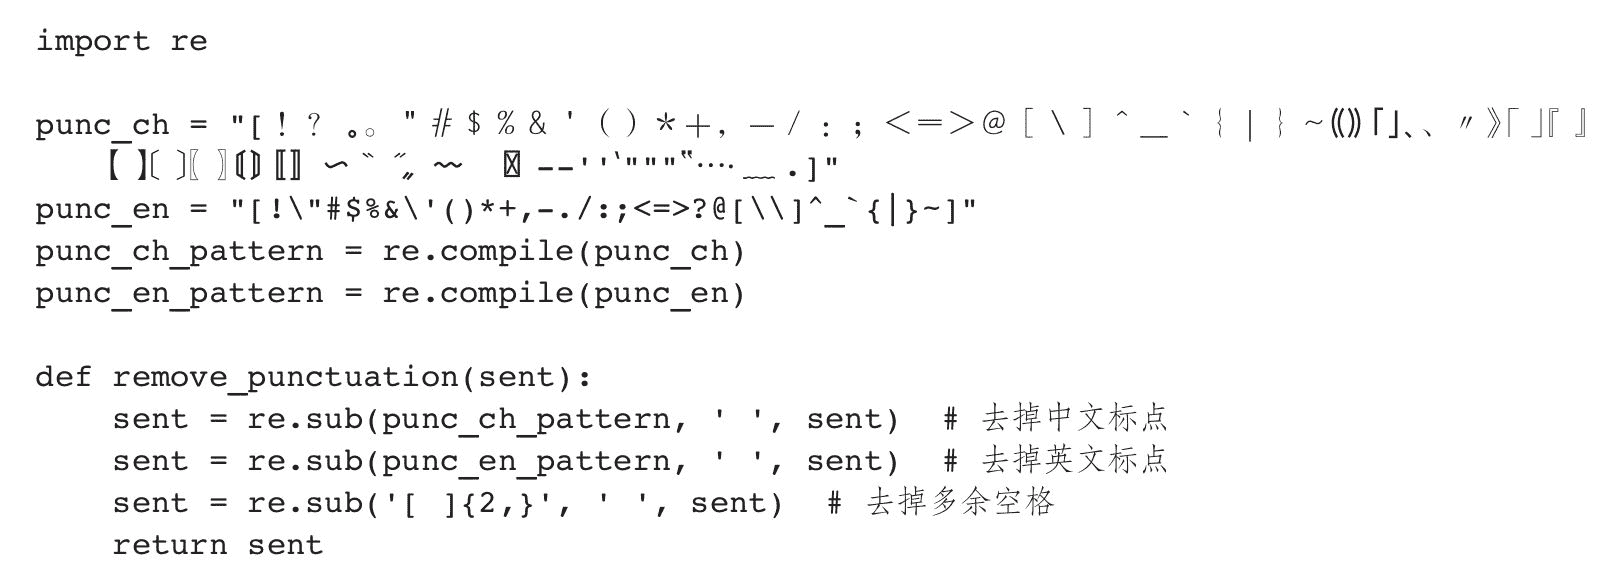 import re
punc_ch = "[！？｡。＂＃＄％＆＇（）＊＋，－／：；＜＝＞＠［＼］＾＿｀｛｜｝～｟｠｢｣､、〃》「」『』
【】〔〕〖〗〘〙〚〛〜〝〞〟〰 〿--''‛"""‟…‧﹏.]"
punc_en = "[!\"#$%&\'()*+,-./:;<=>?@[\\]^_`{|}~]"
punc_ch_pattern = re.compile(punc_ch)
punc_en_pattern = re.compile(punc_en)
def remove_punctuation(sent):
    sent = re.sub(punc_ch_pattern, ' ', sent)  # 去掉中文标点
    sent = re.sub(punc_en_pattern, ' ', sent)  # 去掉英文标点
    sent = re.sub('[ ]{2,}', ' ', sent)  # 去掉多余空格
    return sent